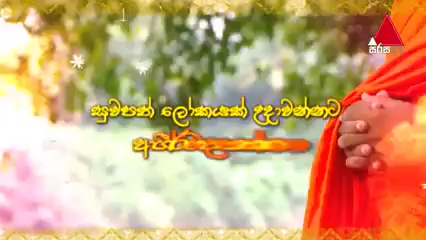 සිරස
සුවපත් ලෝකයක් උදාවන්නට